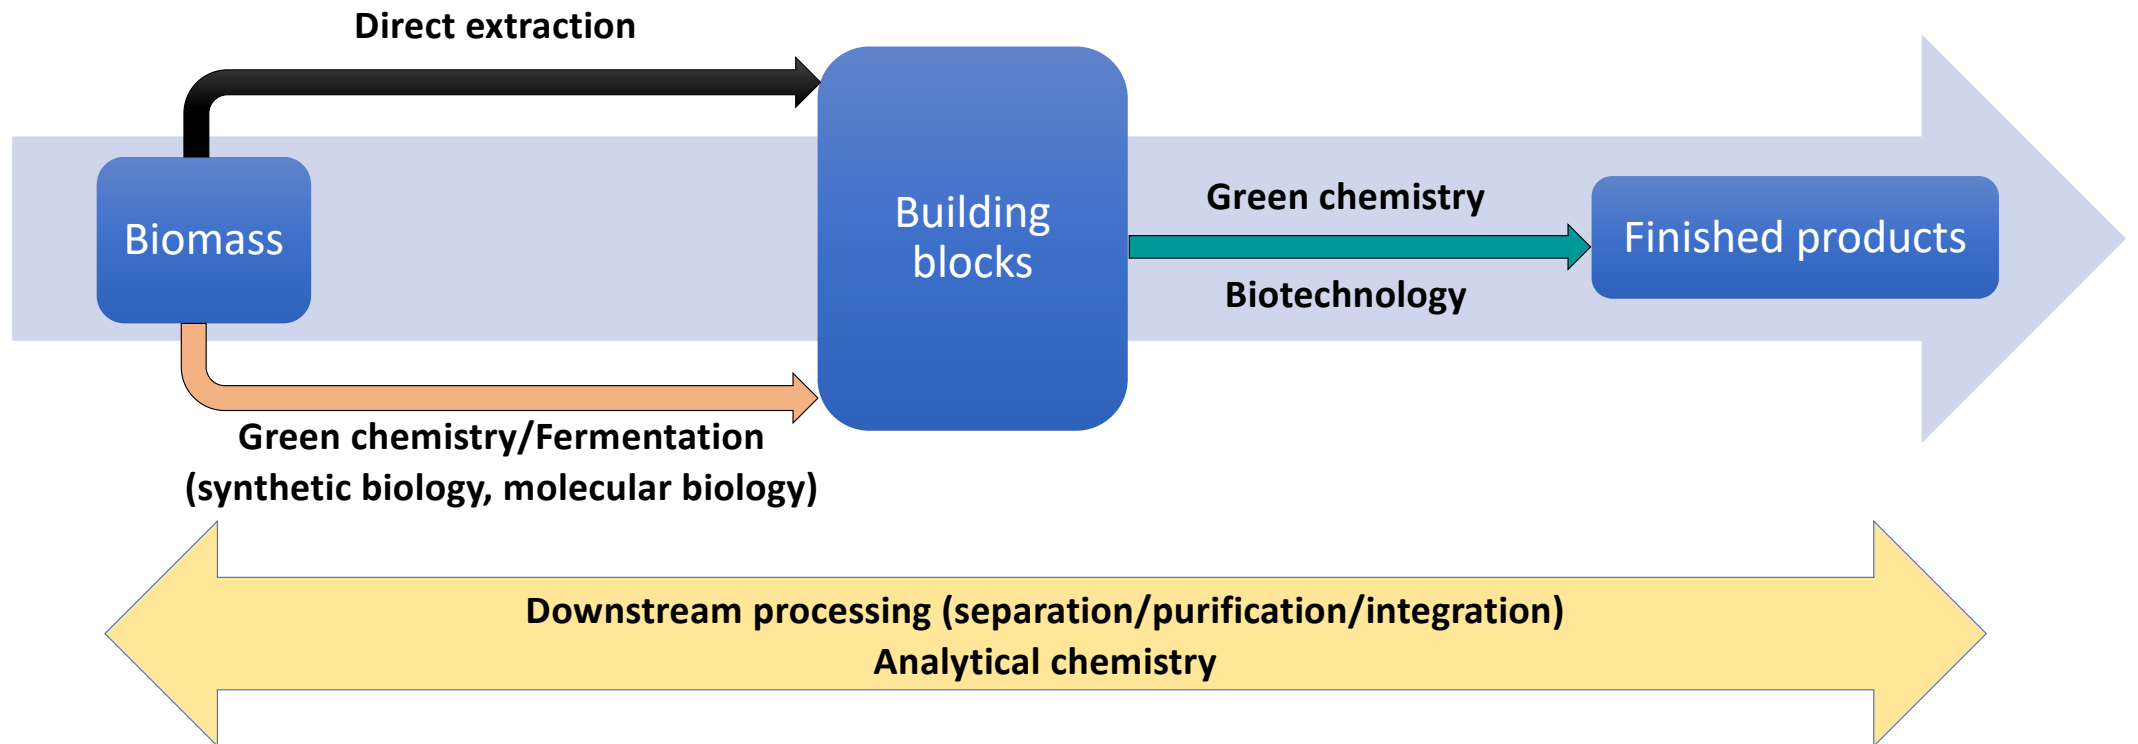 Direct extraction
Biomass
Building
blocks
Green chemistry
Biotechnology
Finished products
Green chemistry/Fermentation
(synthetic biology, molecular biology)
Downstream processing (separation/purification/integration)
Analytical chemistry